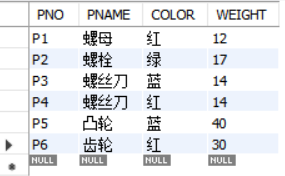 PNO PNAME COLOR WEIGHT
P1 螺母 红 12
P2 螺栓 绿 17
P3 螺丝刀 蓝 14
P4 螺丝刀 红 14
P5 凸轮 蓝 40
P6 齿轮 红 30
NULL NULL NULL NULL